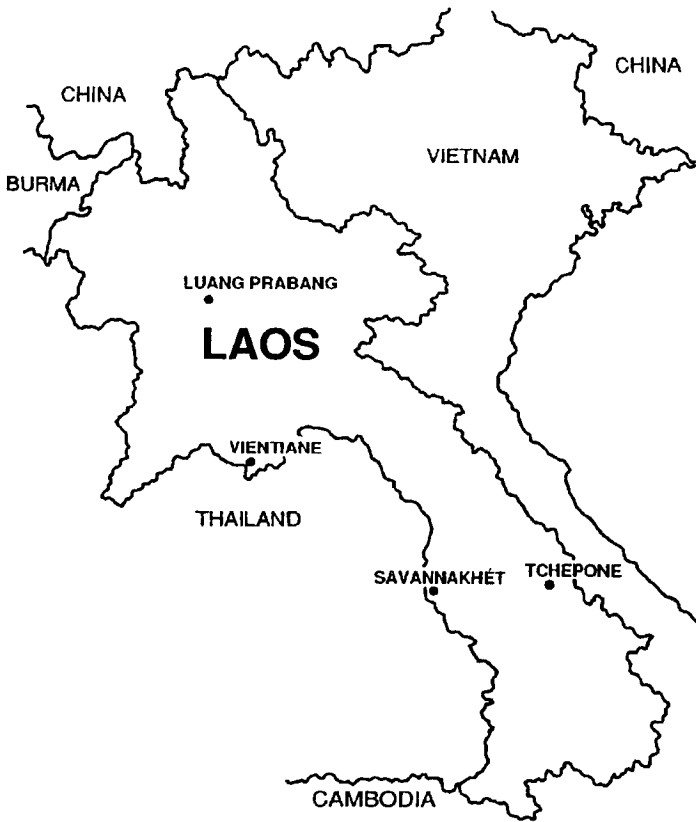 CHINA
CHINA
VIETNAM
BURMA
LUANG PRABANG
LAOS
VIENTIANE
THAILAND
SAVANNAKHÉT
TCHEPONE
CAMBODIA